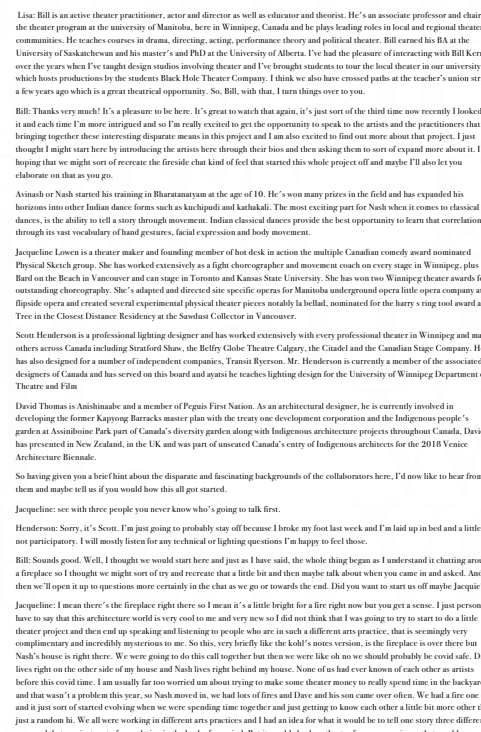 Lisa: Bill is an active theater practitioner, actor and director as well as educator and theorist. He's an associate professor and chair
the theater program at the university of Manitoba, here in Winnipeg, Canada and he plays leading roles in local and regional theater
communities. He teaches courses in drama, directing, acting, performance theory and political theater. Bill earned his BA at the
University of Saskatchewan and his master's and PhD at the University of Alberta. I've had the pleasure of interacting with Bill Kerr
over the years when I've taught design studios involving theater and I've brought students to tour the local theater in our university
which hosts productions by the students Black Hole Theater Company. I think we also have crossed paths at the teacher's union str
a few years ago which is a great theatrical opportunity. So, Bill, with that, I turn things over to you.
Bill: Thanks very much! It's a pleasure to be here. It's great to watch that again, it's just sort of the third time now recently I looked
it and each time I'm more intrigued and so I'm really excited to get the opportunity to speak to the artists and the practitioners that
bringing together these interesting disparate means in this project and I am also excited to find out more about that project. I just
thought I might start here by introducing the artists here through their bios and then asking them to sort of expand more about it. I
hoping that we might sort of recreate the fireside chat kind of feel that started this whole project off and maybe I'll also let you
elaborate on that as you go.
Avinash or Nash started his training in Bharatanatyam at the age of 10. He's won many prizes in the field and has expanded his
horizons into other Indian dance forms such as kuchipudi and kathakali. The most exciting part for Nash when it comes to classical
dances, is the ability to tell a story through movement. Indian classical dances provide the best opportunity to learn that correlation
through its vast vocabulary of hand gestures, facial expression and body movement.
Jacqueline Lowen is a theater maker and founding member of hot desk in action the multiple Canadian comedy award nominated
Physical Sketch group. She has worked extensively as a fight choreographer and movement coach on every stage in Winnipeg, plus
Bard on the Beach in Vancouver and can stage in Toronto and Kansas State University. She has won two Winnipeg theater awards fo
outstanding choreography. She's adapted and directed site specific operas for Manitoba underground opera little opera company a
flipside opera and created several experimental physical theater pieces notably la bellad, nominated for the harry s ring tool award a
Tree in the Closest Distance Residency at the Sawdust Collector in Vancouver.
Scott Henderson is a professional lighting designer and has worked extensively with every professional theater in Winnipeg and ma
others across Canada including Stratford Shaw, the Belfry Globe Theatre Calgary, the Citadel and the Canadian Stage Company. H
has also designed for a number of independent companies, Transit Ryerson. Mr. Henderson is currently a member of the associated
designers of Canada and has served on this board and ayatsi he teaches lighting design for the University of Winnipeg Department
Theatre and Film
David Thomas is Anishinaabe and a member of Peguis First Nation. As an architectural designer, he is currently involved in
developing the former Kapyong Barracks master plan with the treaty one development corporation and the Indigenous people's
garden at Assiniboine Park part of Canada's diversity garden along with Indigenous architecture projects throughout Canada, Davi
has presented in New Zealand, in the UK and was part of unseated Canada's entry of Indigenous architects for the 2018 Venice
Architecture Biennale.
So having given you a brief hint about the disparate and fascinating backgrounds of the collaborators here, I'd now like to hear from
them and maybe tell us if you would how this all got started.
Jacqueline: see with three people you never know who's going to talk first.
Henderson: Sorry, it's Scott. I'm just going to probably stay off because I broke my foot last week and I'm laid up in bed and a little
not participatory. I will mostly listen for any technical or lighting questions I'm happy to feel those.
Bill: Sounds good. Well, I thought we would start here and just as I have said, the whole thing began as I understand it chatting arou
a fireplace so I thought we might sort of try and recreate that a little bit and then maybe talk about when you came in and asked. And
then we'll open it up to questions more certainly in the chat as we go or towards the end. Did you want to start us off maybe Jacquie
Jacqueline: I mean there's the fireplace right there so I mean it's a little bright for a fire right now but you get a sense. I just person
have to say that this architecture world is very cool to me and very new so I did not think that I was going to try to start to do a little
theater project and then end up speaking and listening to people who are in such a different arts practice, that is seemingly very
complimentary and incredibly mysterious to me. So this, very briefly like the kohl's notes version, is the fireplace is over there but
Nash's house is right there. We were going to do this call together but then we were like oh no we should probably be covid safe. D
lives right on the other side of my house and Nash lives right behind my house. None of us had ever known of each other as artists
before this covid time. I am usually far too worried um about trying to make some theater money to really spend time in the backyar
and that wasn't a problem this year, so Nash moved in, we had lots of fires and Dave and his son came over often. We had a fire one
and it just sort of started evolving when we were spending time together and just getting to know each other a little bit more other t
just a random hi. We all were working in different arts practices and I had an idea for what it would be to tell one story three differe